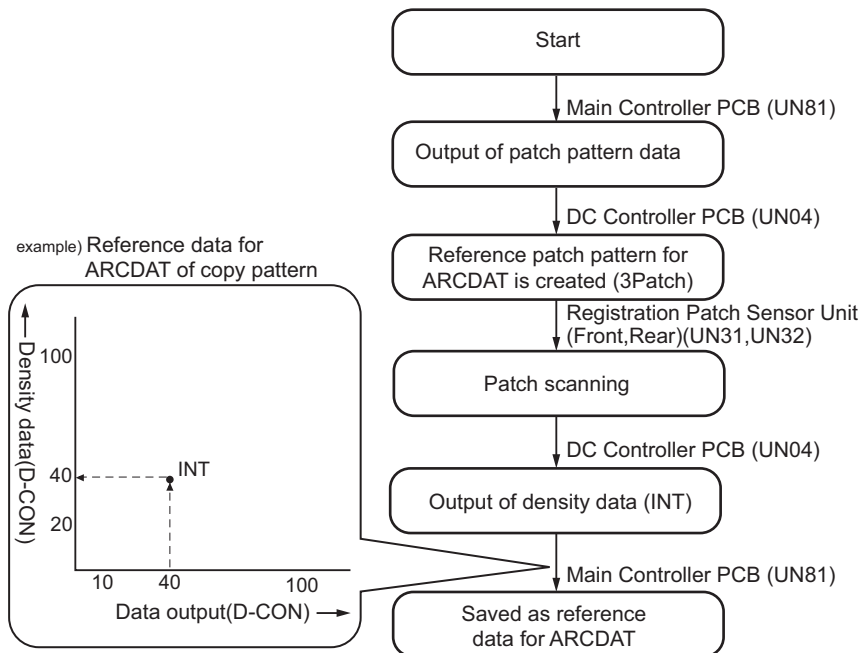 Start
Main Controller PCB (UN81)
Output of patch pattern data
DC Controller PCB (UN04)
Reference patch pattern for
ARCDAT is created (3Patch)
Registration Patch Sensor Unit
(Front,Rear)(UN31,UN32)
Patch scanning
DC Controller PCB (UN04)
Output of density data (INT)
Main Controller PCB (UN81)
Saved as reference
data for ARCDAT
example) Reference data for
ARCDAT of copy pattern
Density data(D-CON)
100
40
20
INT
10
40
100
Data output(D-CON)